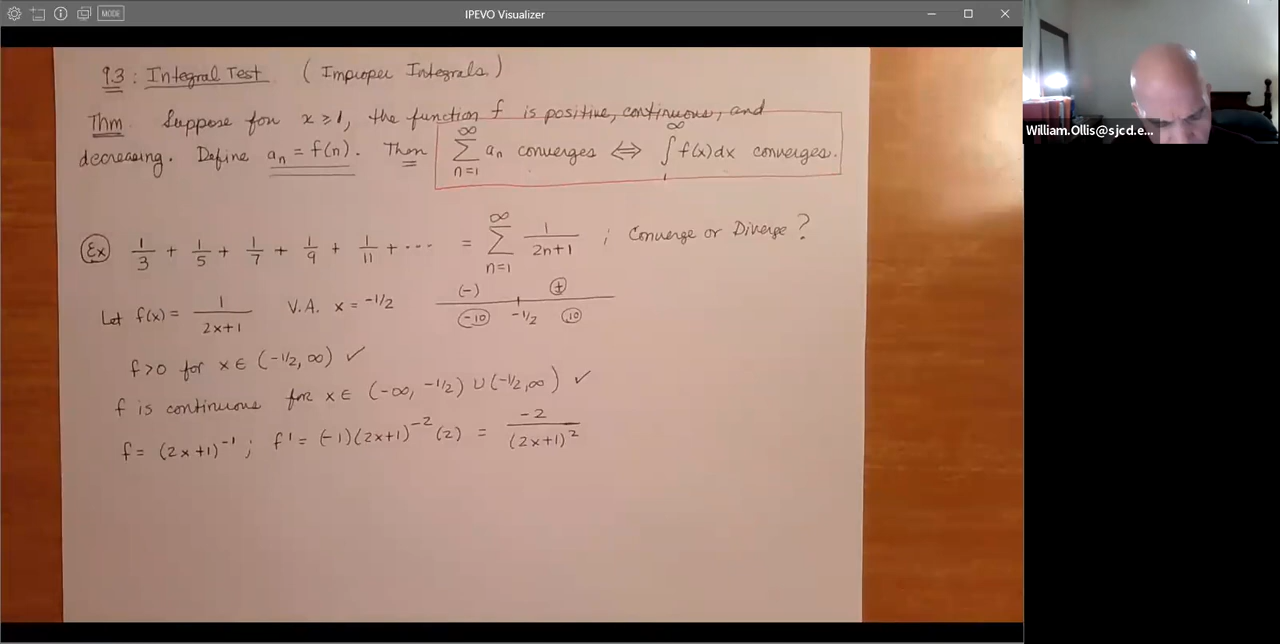 MODE
IPEVO Visualizer
9.3 : Integral Test (Improper Integrals)
Thm. Suppose for x ≥ 1, the function f is positive, continuous, and
decreasing. Define aₙ = f(n). Then ∑_{n=1}^{∞} aₙ converges ⟺ ∫_1^∞ f(x)dx converges.
Ex 1/3 + 1/5 + 1/7 + 1/9 + 1/11 + ··· = ∑_{n=1}^{∞} 1/(2n+1) ; Converge or Diverge?
(-) +
Let f(x) = 1/(2x+1) V.A. x = -1/2 -10 -1/2 10
f>0 for x ∈ (-1/2, ∞) ✓
f is continuous for x ∈ (-∞, -1/2) ∪ (-1/2, ∞) ✓
f = (2x+1)^-1 ; f' = (-1)(2x+1)^-2 (2) = -2/(2x+1)^2
William.Ollis@sjcd.e...